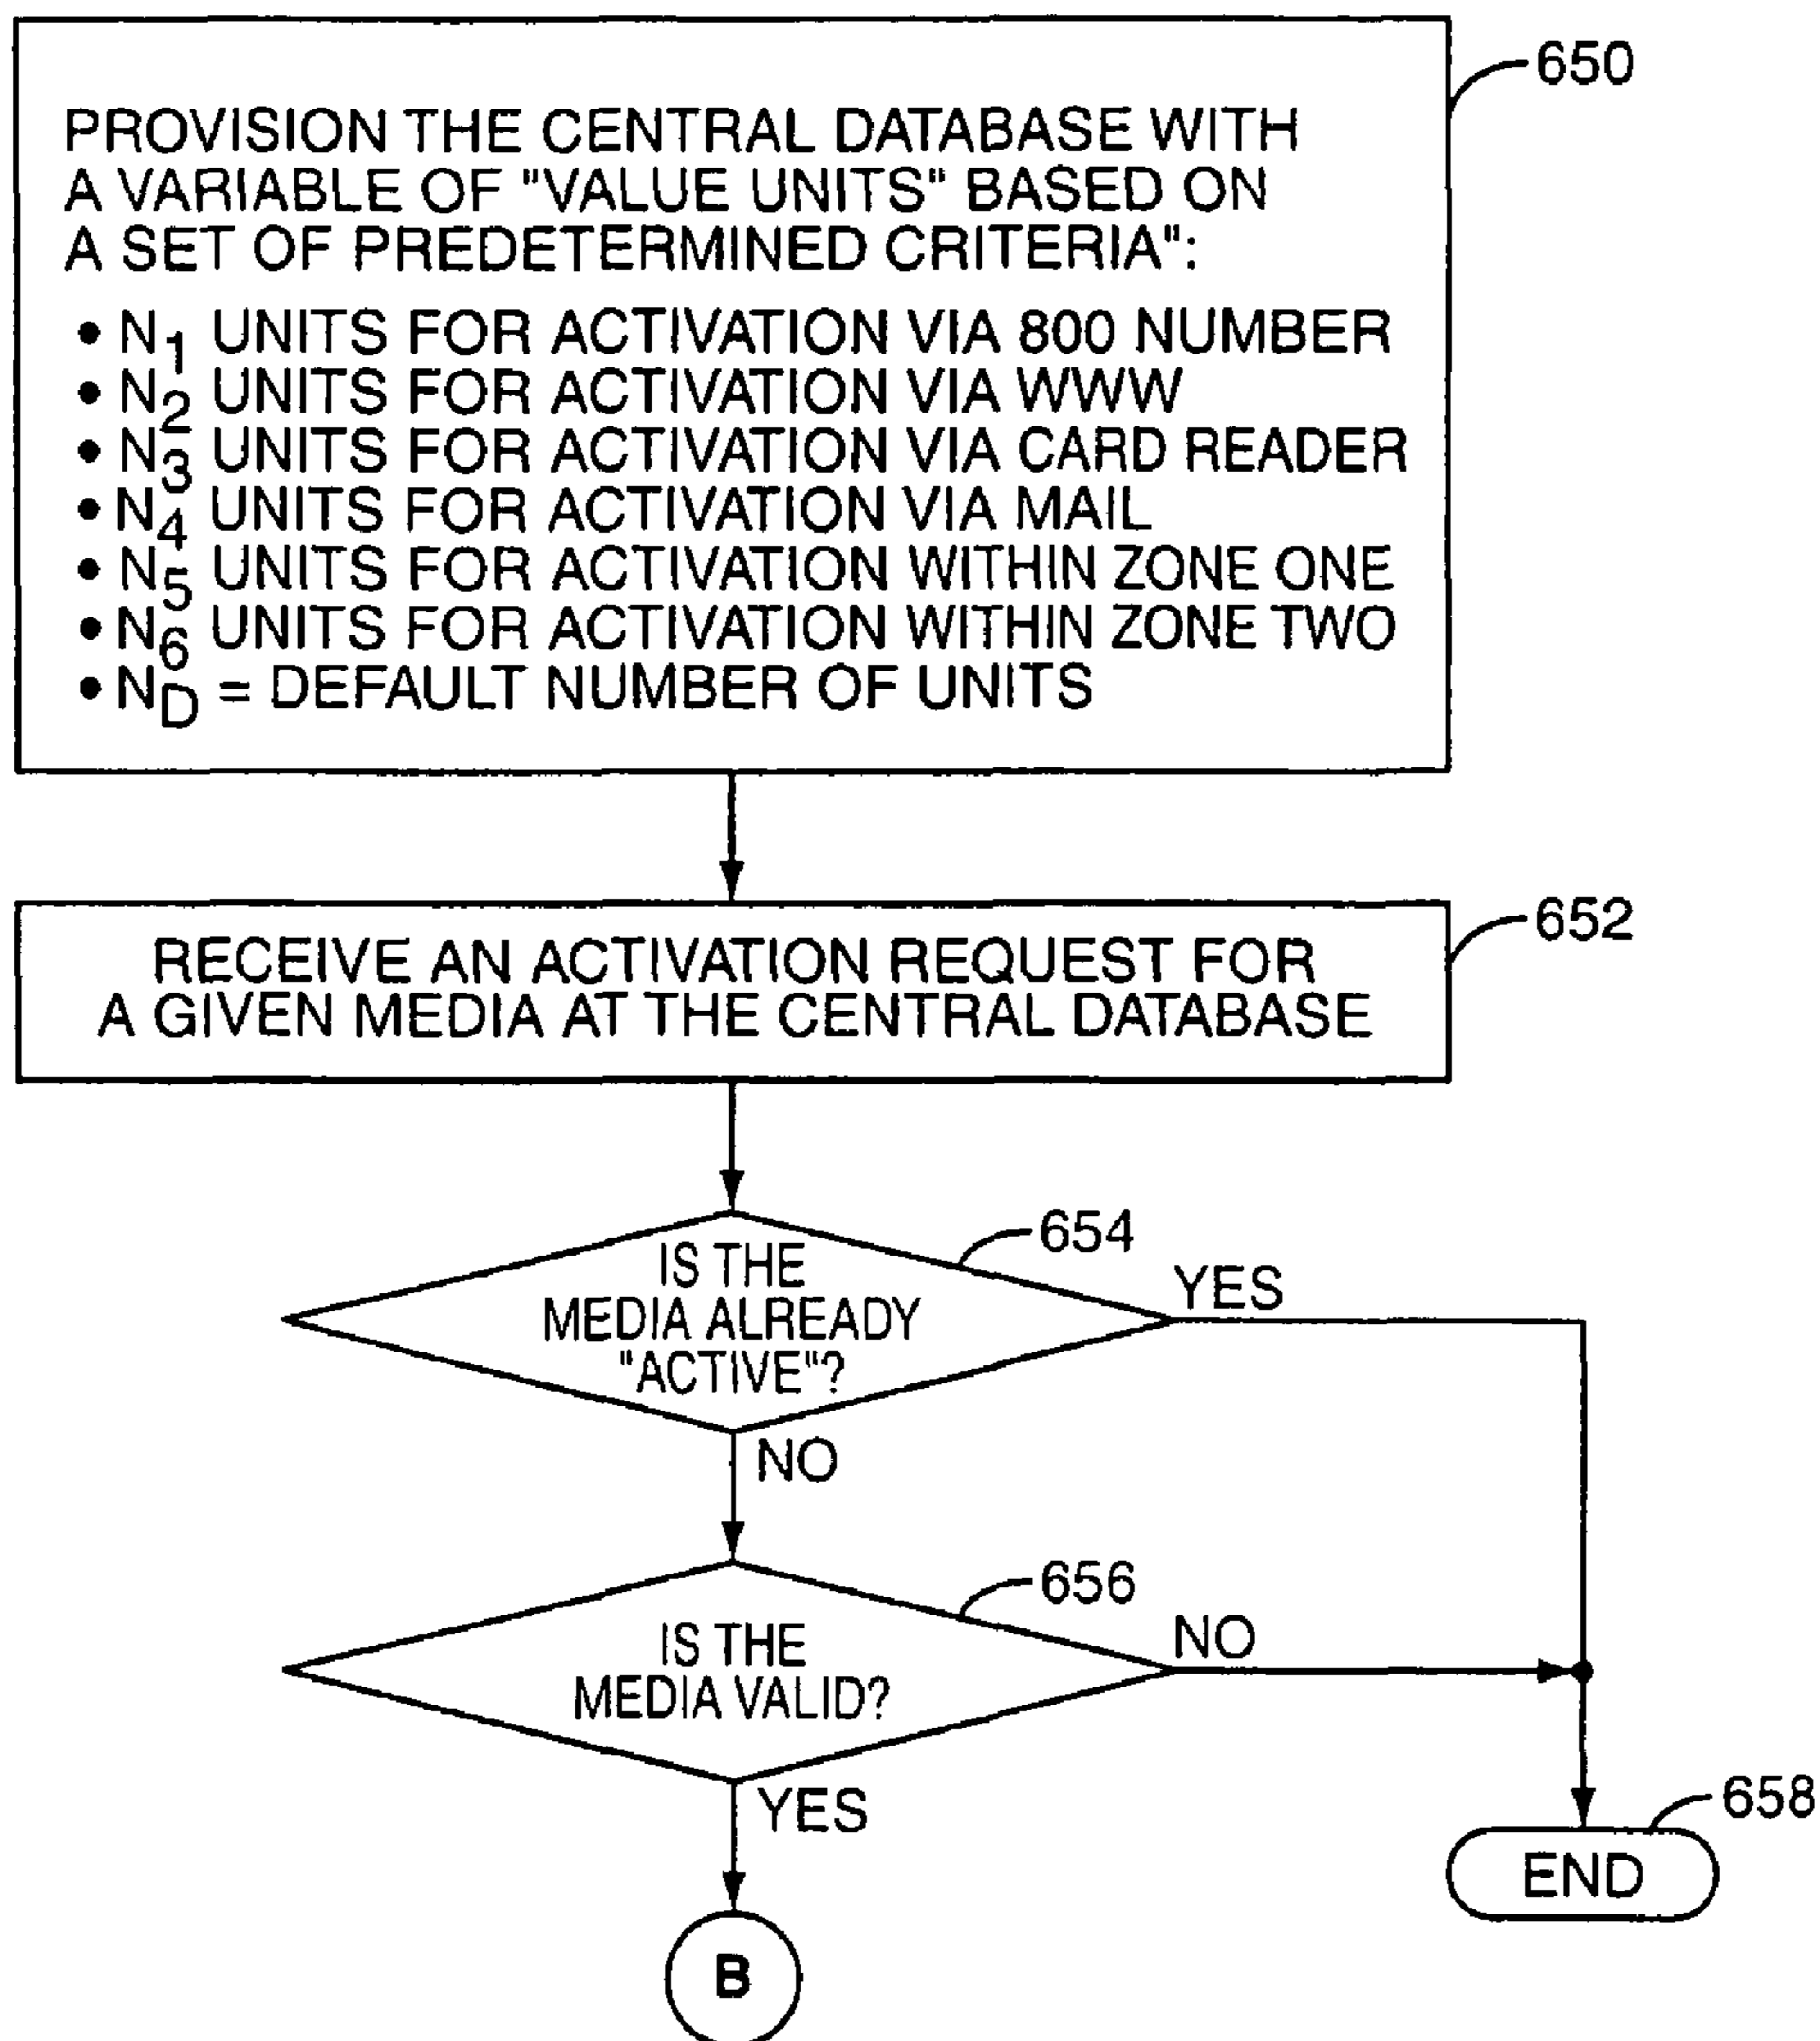 650
PROVISION THE CENTRAL DATABASE WITH
A VARIABLE OF "VALUE UNITS" BASED ON
A SET OF PREDETERMINED CRITERIA":
• N1 UNITS FOR ACTIVATION VIA 800 NUMBER
• N2 UNITS FOR ACTIVATION VIA WWW
• N3 UNITS FOR ACTIVATION VIA CARD READER
• N4 UNITS FOR ACTIVATION VIA MAIL
• N5 UNITS FOR ACTIVATION WITHIN ZONE ONE
• N6 UNITS FOR ACTIVATION WITHIN ZONE TWO
• ND = DEFAULT NUMBER OF UNITS
652
RECEIVE AN ACTIVATION REQUEST FOR
A GIVEN MEDIA AT THE CENTRAL DATABASE
654
IS THE
MEDIA ALREADY
"ACTIVE"?
YES
NO
656
IS THE
MEDIA VALID?
NO
YES
658
END
B